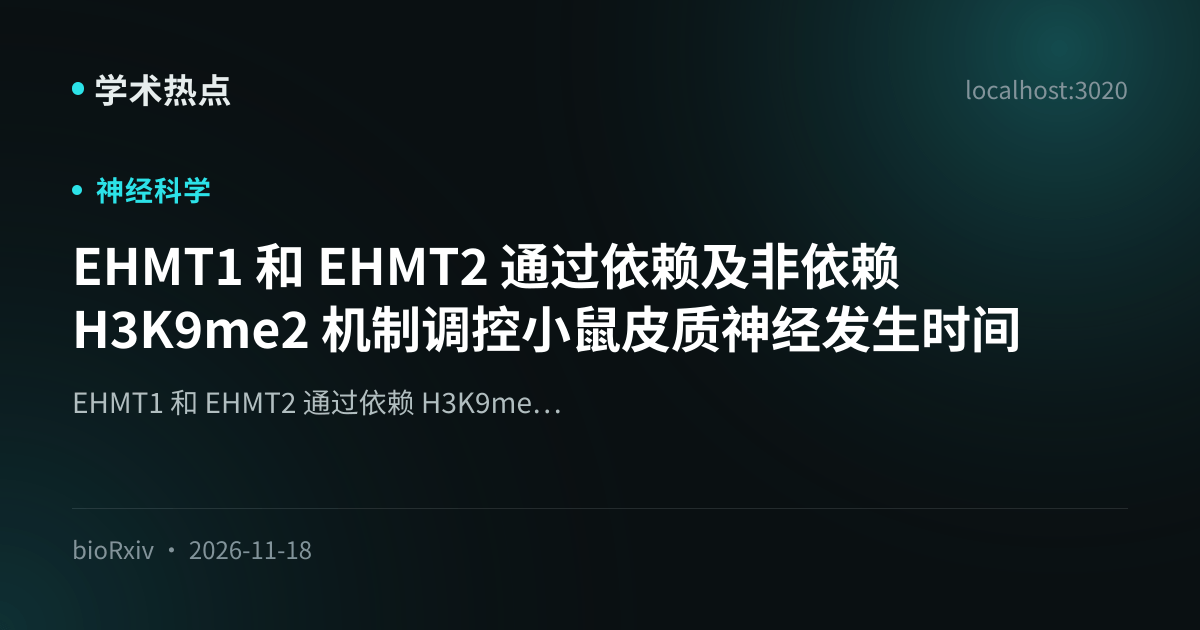 学术热点
localhost:3020
神经科学
EHMT1 和 EHMT2 通过依赖及非依赖
H3K9me2 机制调控小鼠皮质神经发生时间
EHMT1 和 EHMT2 通过依赖 H3K9me…
bioRxiv · 2026-11-18